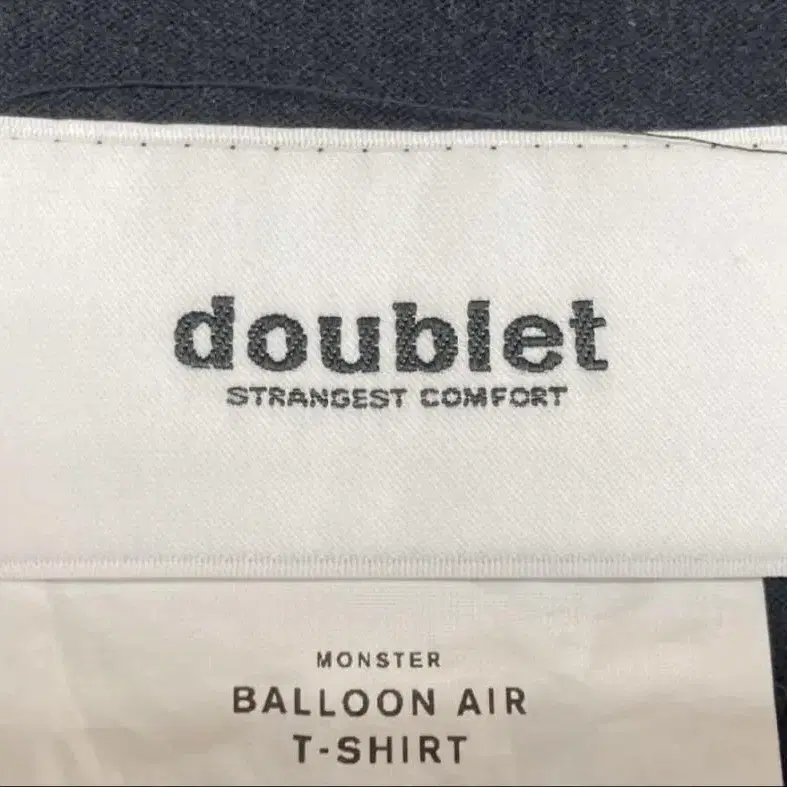 doublet
STRANGEST COMFORT
MONSTER
BALLOON AIR
T-SHIRT